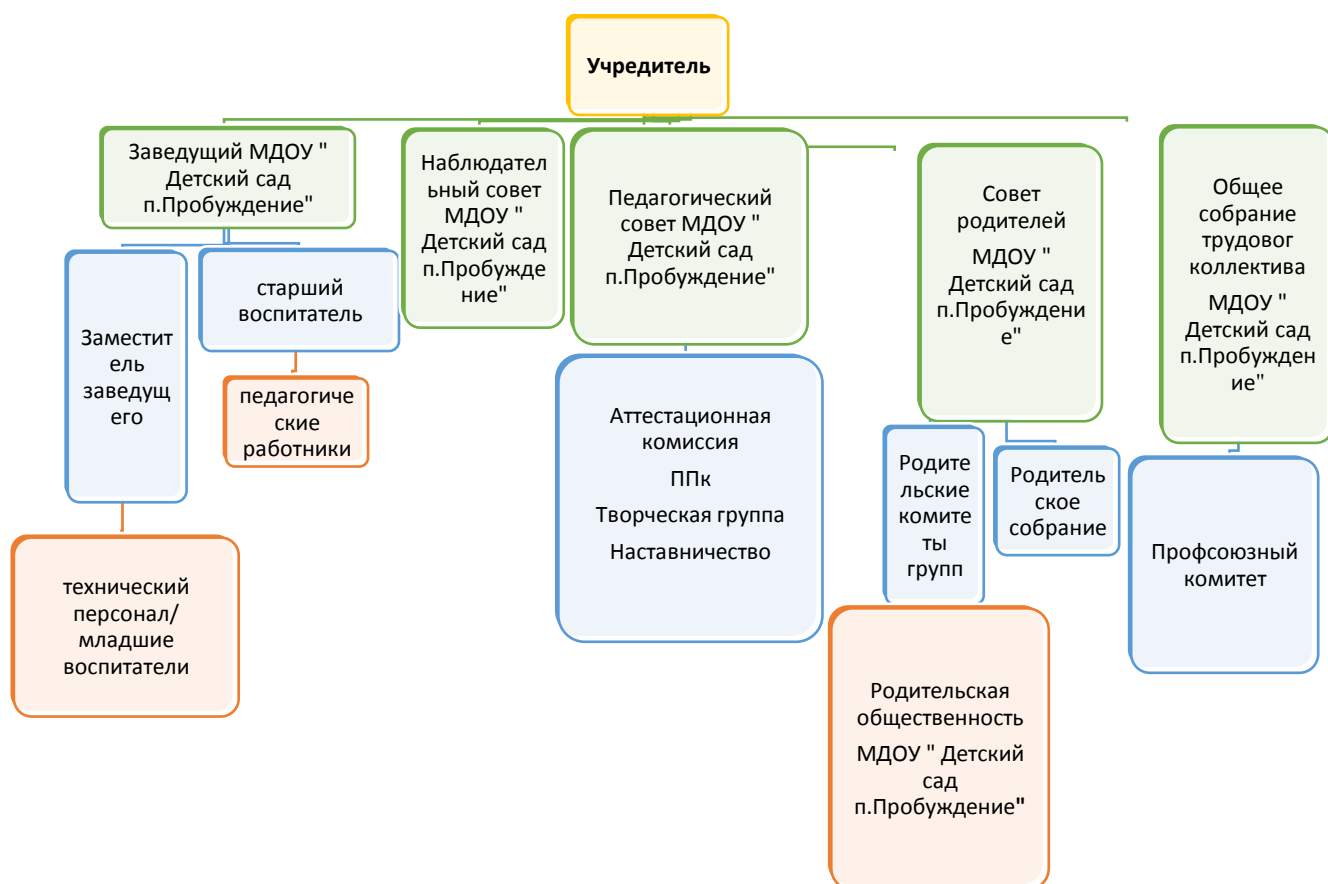 Учредитель
Заведущий МДОУ "
Детский сад
п.Пробуждение"
Наблюдател
ьный совет
МДОУ "
Детский сад
п.Пробужде
ние"
Педагогический
совет МДОУ "
Детский сад
п.Пробуждение"
Совет
родителей
МДОУ "
Детский сад
п.Пробуждени
е"
Общее
собрание
трудовог
коллектива
МДОУ "
Детский сад
п.Пробужден
ие"
Заместит
ель
заведущ
его
старший
воспитатель
педагогиче
ские
работники
технический
персонал/
младшие
воспитатели
Аттестационная
комиссия
ППк
Творческая группа
Наставничество
Родите
льские
комите
ты
групп
Родитель
ское
собрание
Родительская
общественность
МДОУ " Детский
сад
п.Пробуждение"
Профсоюзный
комитет